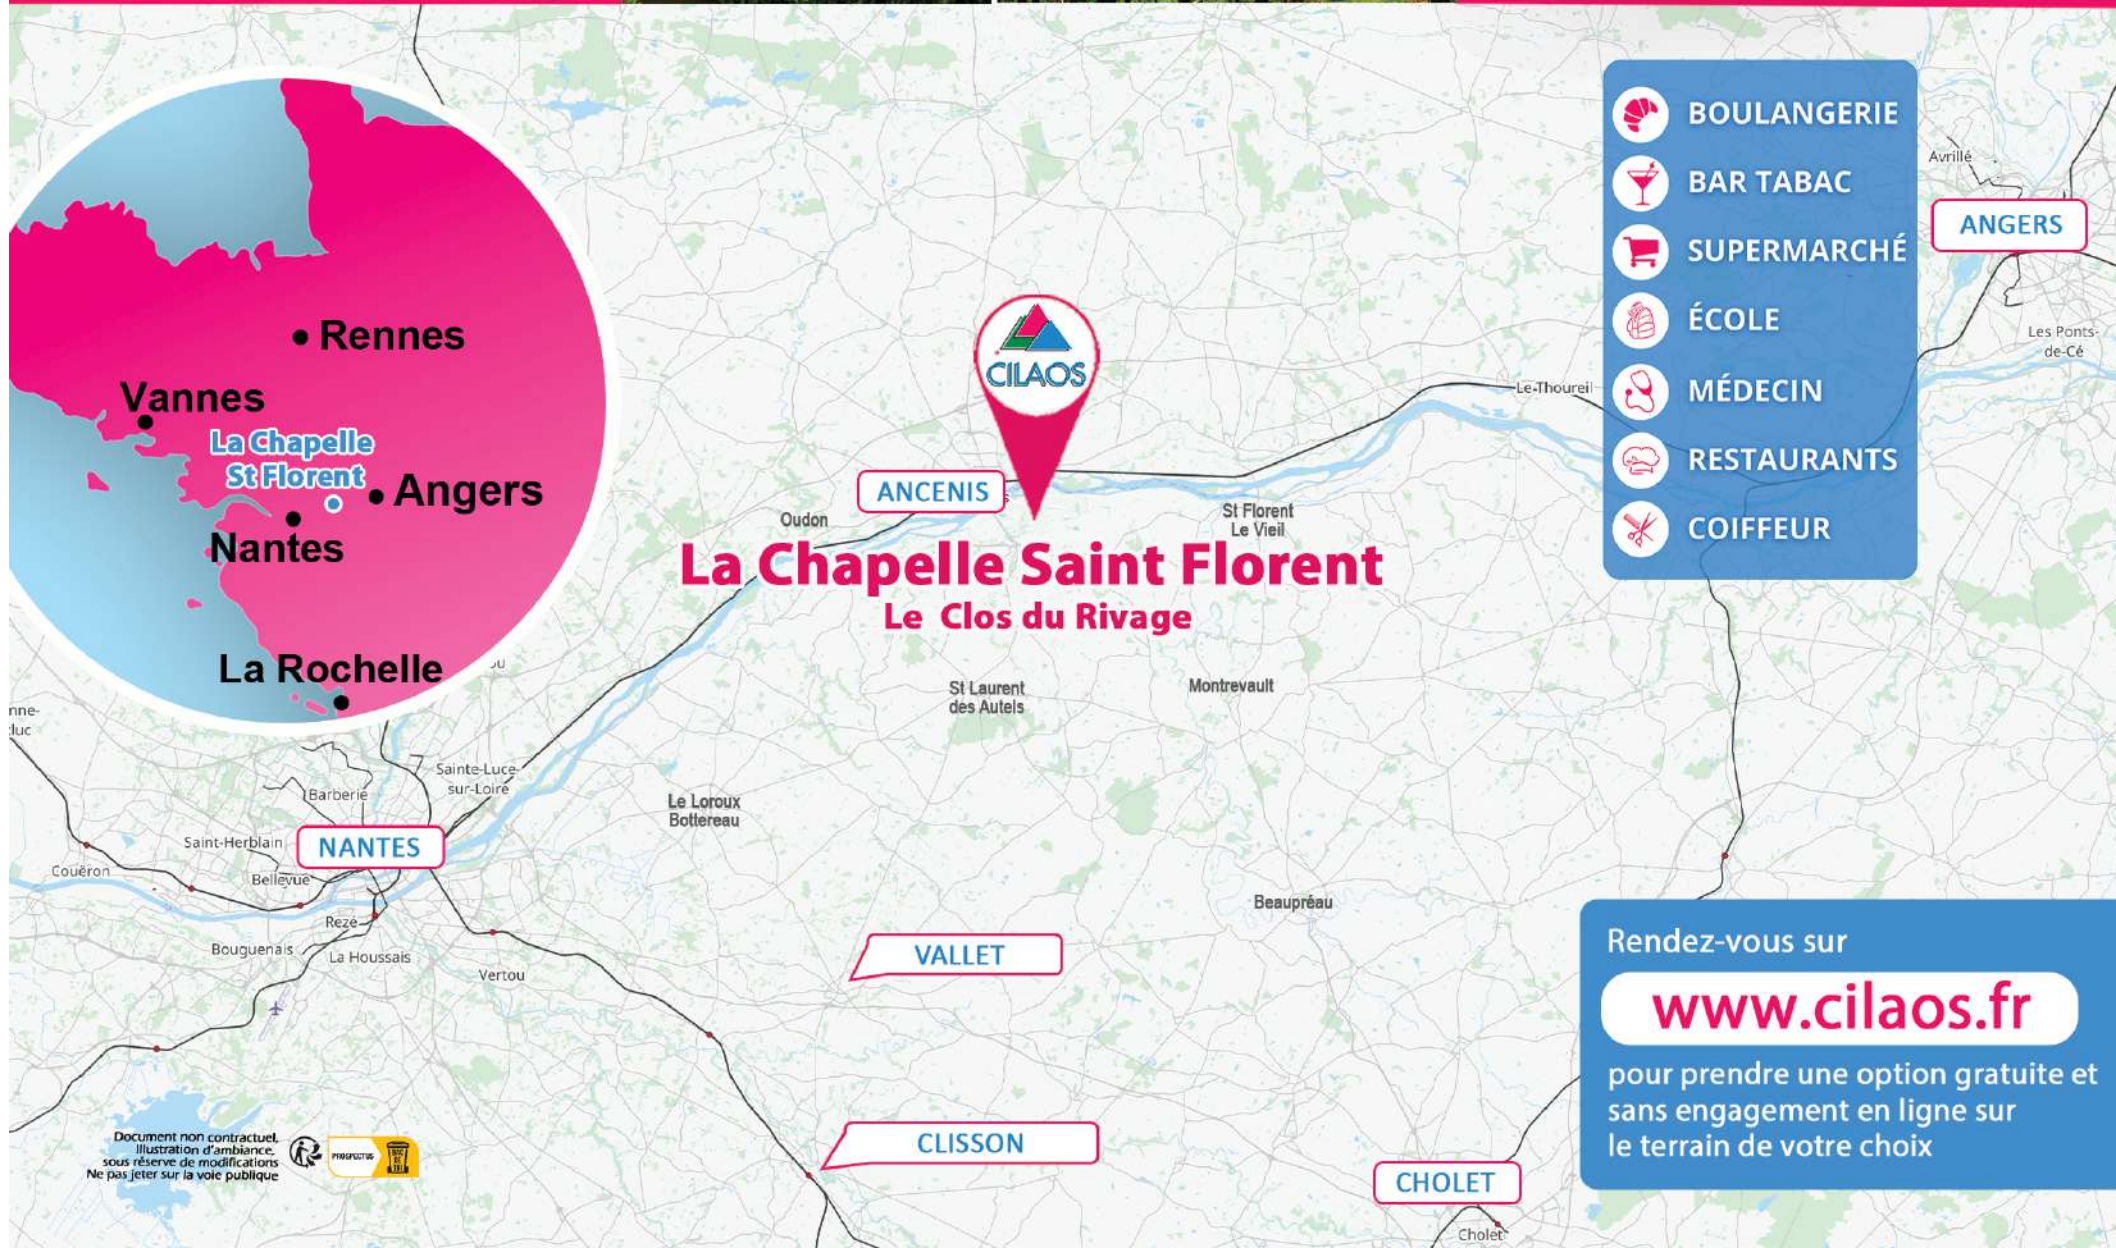 Rennes
Vannes
La Chapelle
St Florent
Angers
Nantes
La Rochelle
CILAOS
ANCENIS
Oudon
St Florent
Le Vieil
La Chapelle Saint Florent
Le Clos du Rivage
Le-Thoureil
BOULANGERIE
BAR TABAC
SUPERMARCHÉ
ÉCOLE
MÉDECIN
RESTAURANTS
COIFFEUR
Avrillé
ANGERS
Les Ponts-
de-Cé
St Laurent
des Autels
Montrevault
Sainte-Luce-
sur-Loire
Barberie
Le Loroux
Bottereau
Saint-Herblain
NANTES
Couëron
Bellevue
Rezé
Bouguenais
La Houssais
Vertou
Beaupréau
VALLET
CLISSON
CHOLET
Cholet
Rendez-vous sur
www.cilaos.fr
pour prendre une option gratuite et
sans engagement en ligne sur
le terrain de votre choix
Document non contractuel,
illustration d'ambiance,
sous réserve de modifications
Ne pas jeter sur la voie publique
PROSPECTUS
BAC
DE
TRI